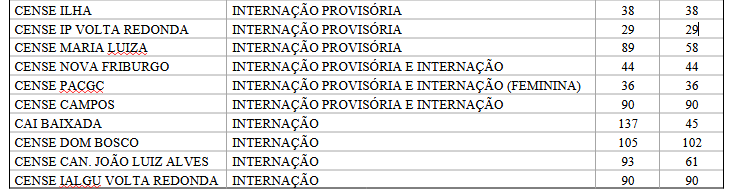 CENSE ILHA INTERNAÇÃO PROVISÓRIA 38 38
CENSE IP VOLTA REDONDA INTERNAÇÃO PROVISÓRIA 29 29
CENSE MARIA LUIZA INTERNAÇÃO PROVISÓRIA 89 58
CENSE NOVA FRIBURGO INTERNAÇÃO PROVISÓRIA E INTERNAÇÃO 44 44
CENSE PACGC INTERNAÇÃO PROVISÓRIA E INTERNAÇÃO (FEMININA) 36 36
CENSE CAMPOS INTERNAÇÃO PROVISÓRIA E INTERNAÇÃO 90 90
CAI BAIXADA INTERNAÇÃO 137 45
CENSE DOM BOSCO INTERNAÇÃO 105 102
CENSE CAN. JOÃO LUIZ ALVES INTERNAÇÃO 93 61
CENSE IALGU VOLTA REDONDA INTERNAÇÃO 90 90